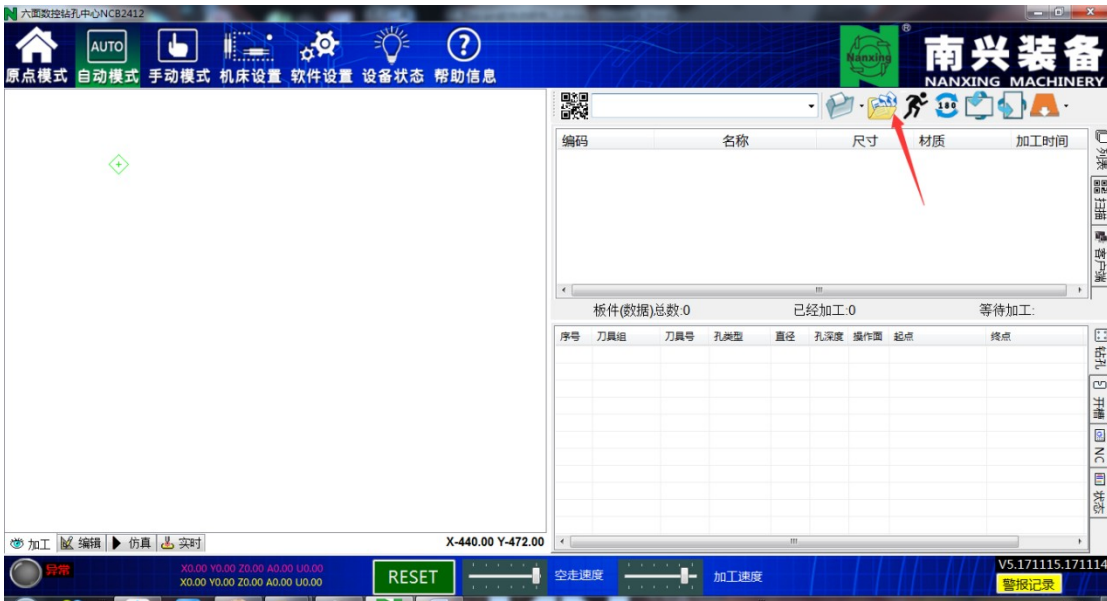 六面数控钻孔中心NCB2412
AUTO
原点模式 自动模式 手动模式 机床设置 软件设置 设备状态 帮助信息
Nanxing
®
南兴装备
NANXING MACHINERY
180
编码 名称 尺寸 材质 加工时间
列表
扫描
客户端
板件(数据)总数:0 已经加工:0 等待加工:
序号 刀具组 刀具号 孔类型 直径 孔深度 操作面 起点 终点
钻孔
开槽
NC
状态
加工 编辑 仿真 实时
X-440.00 Y-472.00
异常
X0.00 Y0.00 Z0.00 A0.00 U0.00
X0.00 Y0.00 Z0.00 A0.00 U0.00
RESET
空走速度
加工速度
V5.171115.171114
警报记录